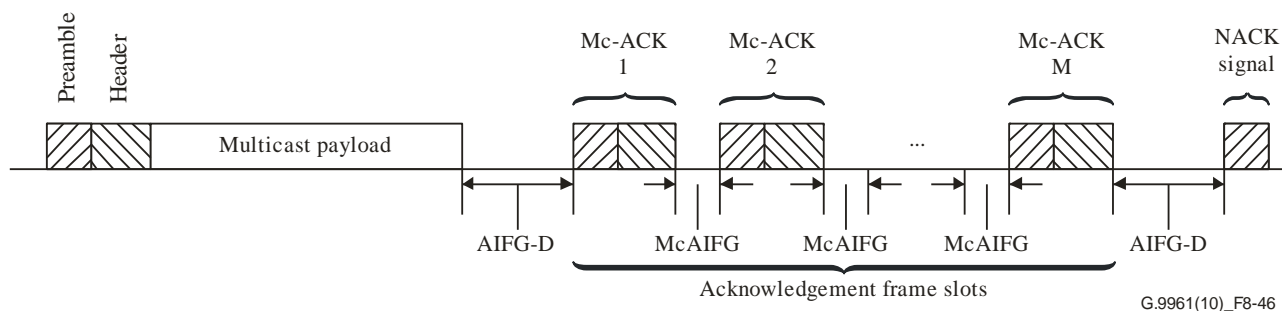 Preamble
Header
Mc-ACK
1
Mc-ACK
2
Mc-ACK
M
NACK
signal
Multicast payload
...
AIFG-D
McAIFG
McAIFG
McAIFG
AIFG-D
Acknowledgement frame slots
G.9961(10)_F8-46